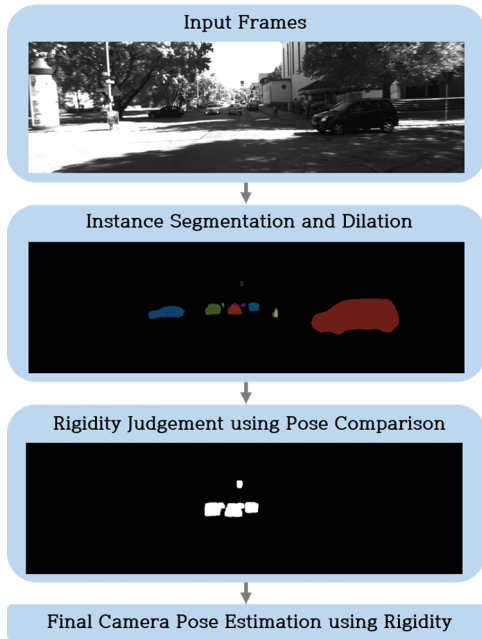 Input Frames
Instance Segmentation and Dilation
Rigidity Judgement using Pose Comparison
Final Camera Pose Estimation using Rigidity